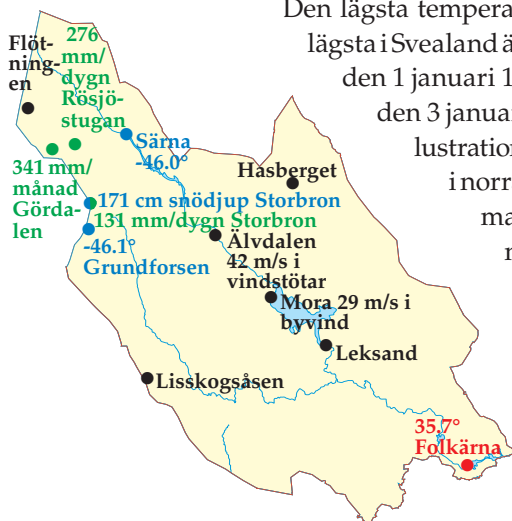 Den lägsta tempera
lägsta i Svealand ä
den 1 januari 1
den 3 januar
lustration
i norr
ma
Flöt-
ning-
en
276
mm/
dygn
Rösjö-
stugan
Särna
-46.0°
341 mm/
månad
Görda-
len
Hasberget
171 cm snödjup Storbron
131 mm/dygn Storbron
-46.1°
Grundforsen
Älvdalen
42 m/s i
vindstötar
Mora 29 m/s i
byvind
Leksand
Lisskogsåsen
35.7°
Folkärna